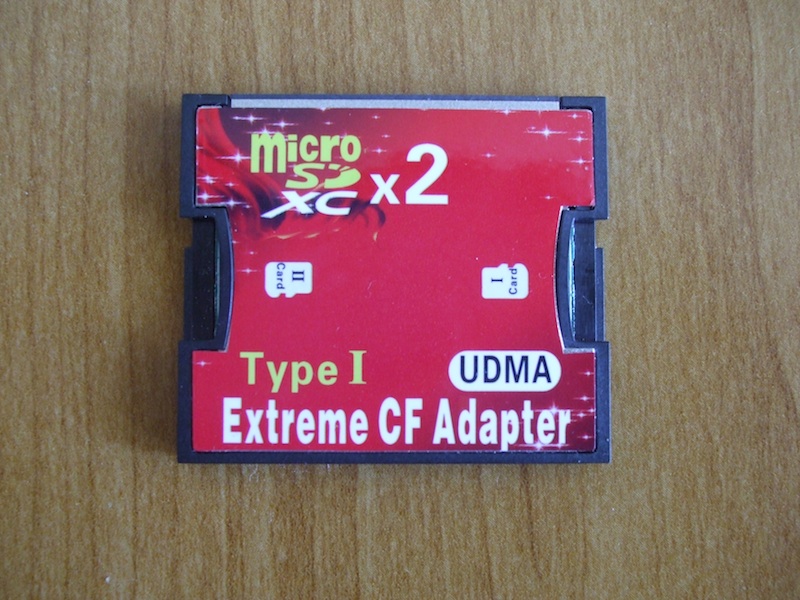 micro
SD
XC x2
II
Card
I
Card
Type I
UDMA
Extreme CF Adapter